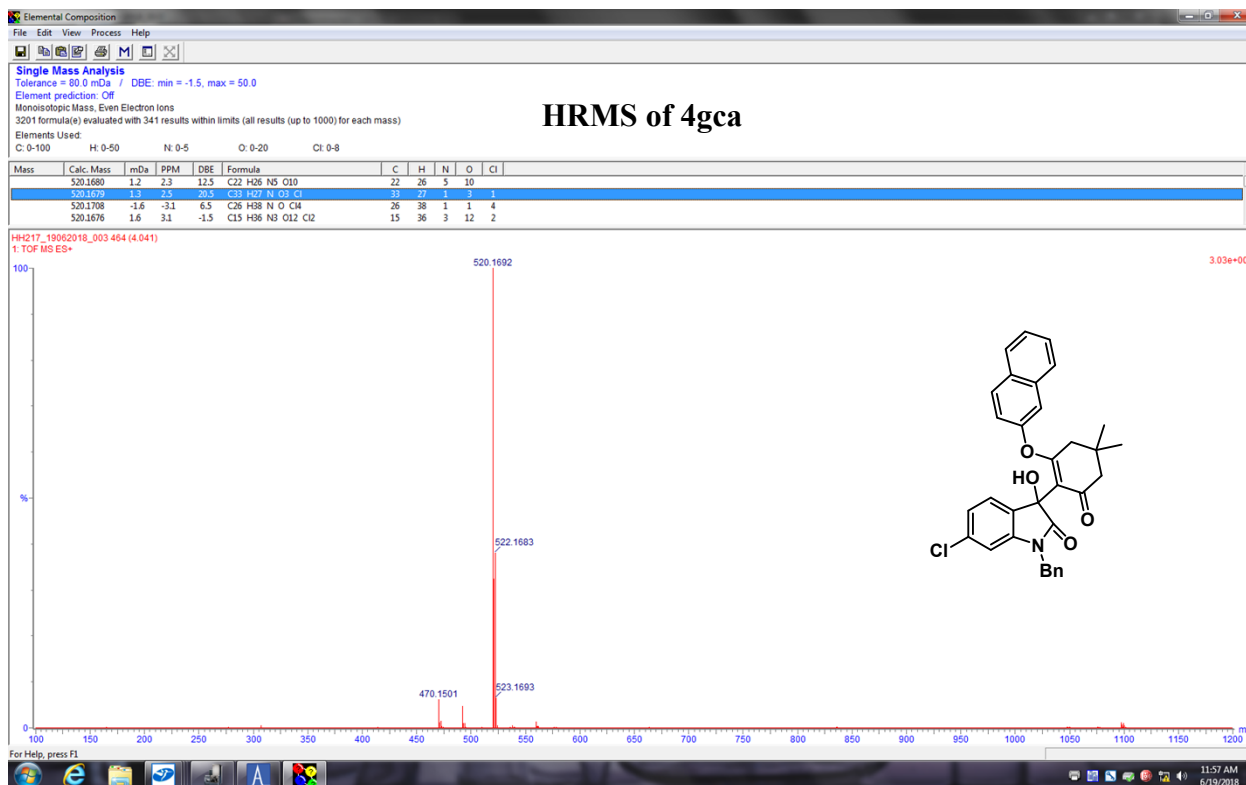 Elemental Composition
File Edit View Process Help
Single Mass Analysis
Tolerance = 80.0 mDa / DBE: min = -1.5, max = 50.0
Element prediction: Off
Monoisotopic Mass, Even Electron Ions
3201 formula(e) evaluated with 341 results within limits (all results (up to 1000) for each mass)
Elements Used:
C: 0-100 H: 0-50 N: 0-5 O: 0-20 Cl: 0-8
HRMS of 4gca
Mass Calc. Mass mDa PPM DBE Formula C H N O Cl
520.1680 1.2 2.3 12.5 C22 H26 N5 O10 22 26 5 10
520.1679 1.3 2.5 20.5 C33 H27 N O3 Cl 33 27 1 3 1
520.1708 -1.6 -3.1 6.5 C26 H38 N O Cl4 26 38 1 1 4
520.1676 1.6 3.1 -1.5 C15 H36 N3 O12 Cl2 15 36 3 12 2
HH217_19062018_003 464 (4.041)
1: TOF MS ES+
3.03e+00
100
%
0
520.1692
522.1683
523.1693
470.1501
O
HO
O
O
N
Cl
Bn
100 150 200 250 300 350 400 450 500 550 600 650 700 750 800 850 900 950 1000 1050 1100 1150 1200
m
For Help, press F1
11:57 AM
6/19/2018